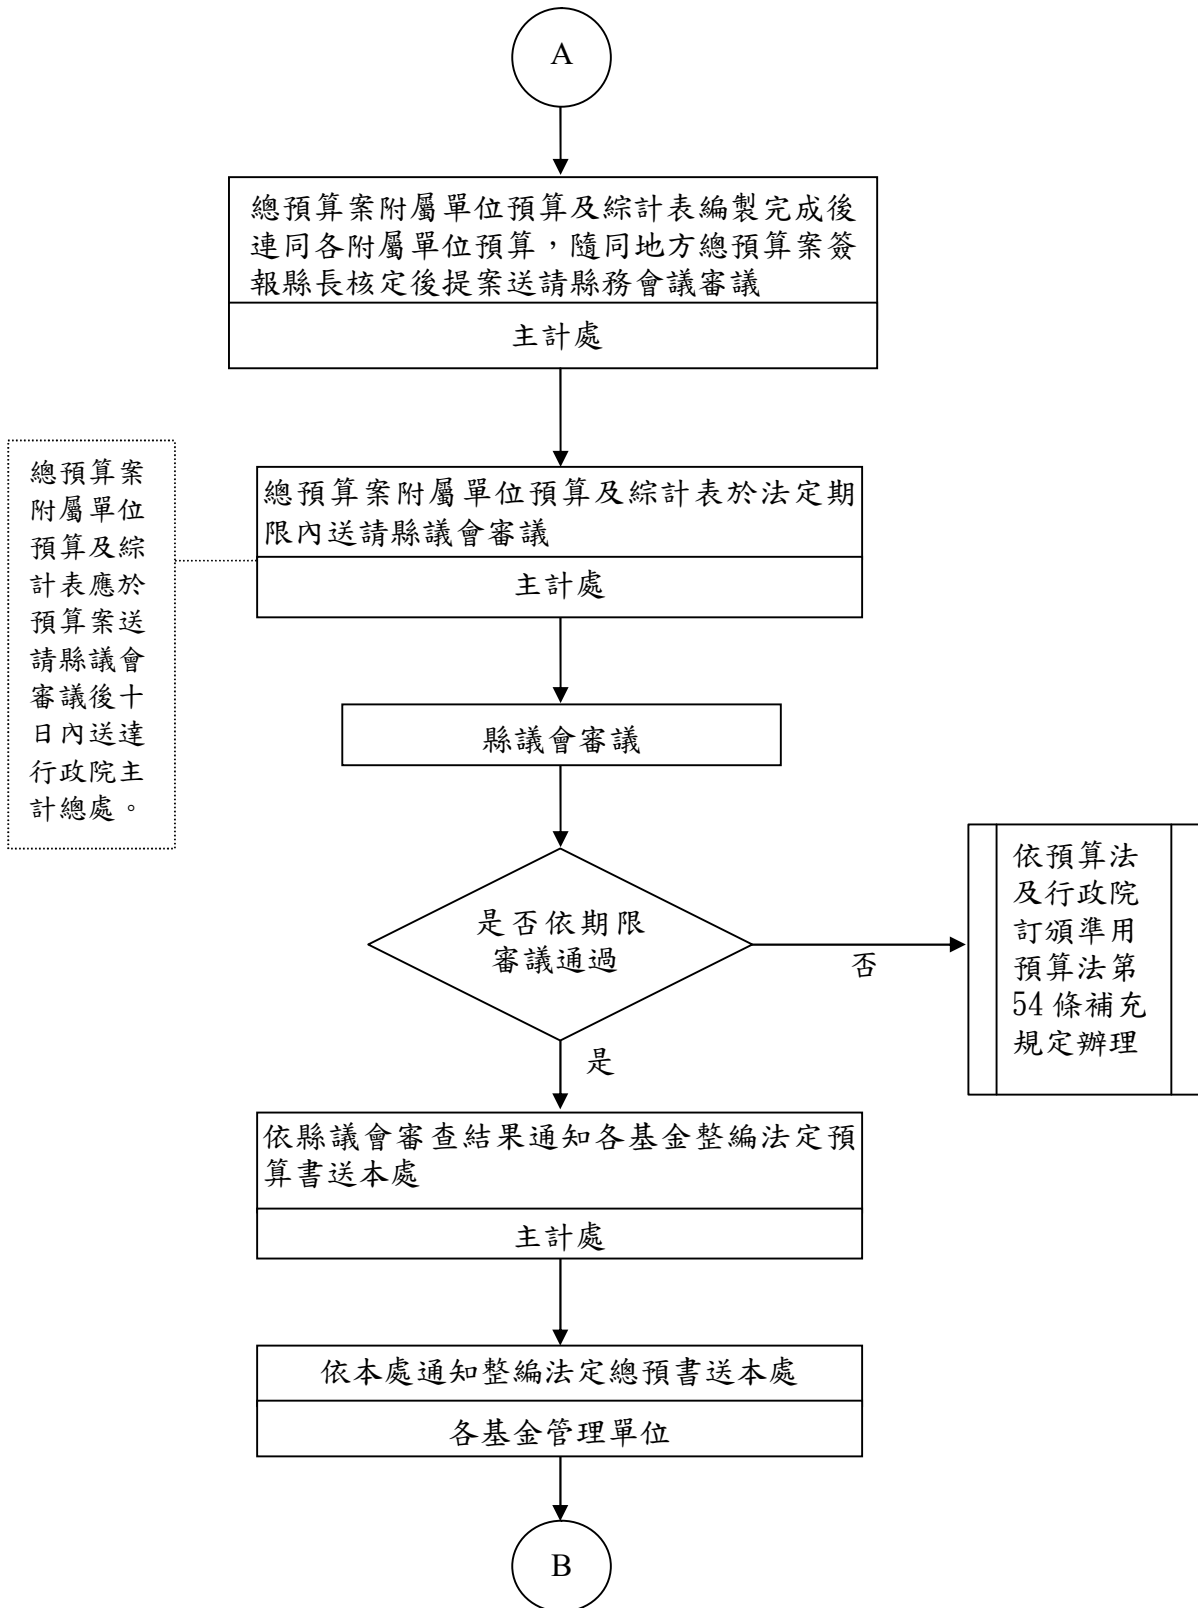 A
總預算案附屬單位預算及綜計表編製完成後
連同各附屬單位預算，隨同地方總預算案簽
報縣長核定後提案送請縣務會議審議
主計處
總預算案
附屬單位
預算及綜
計表應於
預算案送
請縣議會
審議後十
日內送達
行政院主
計總處。
總預算案附屬單位預算及綜計表於法定期
限內送請縣議會審議
主計處
縣議會審議
是否依期限
審議通過
否
依預算法
及行政院
訂頒準用
預算法第
54 條補充
規定辦理
是
依縣議會審查結果通知各基金整編法定預
算書送本處
主計處
依本處通知整編法定總預書送本處
各基金管理單位
B